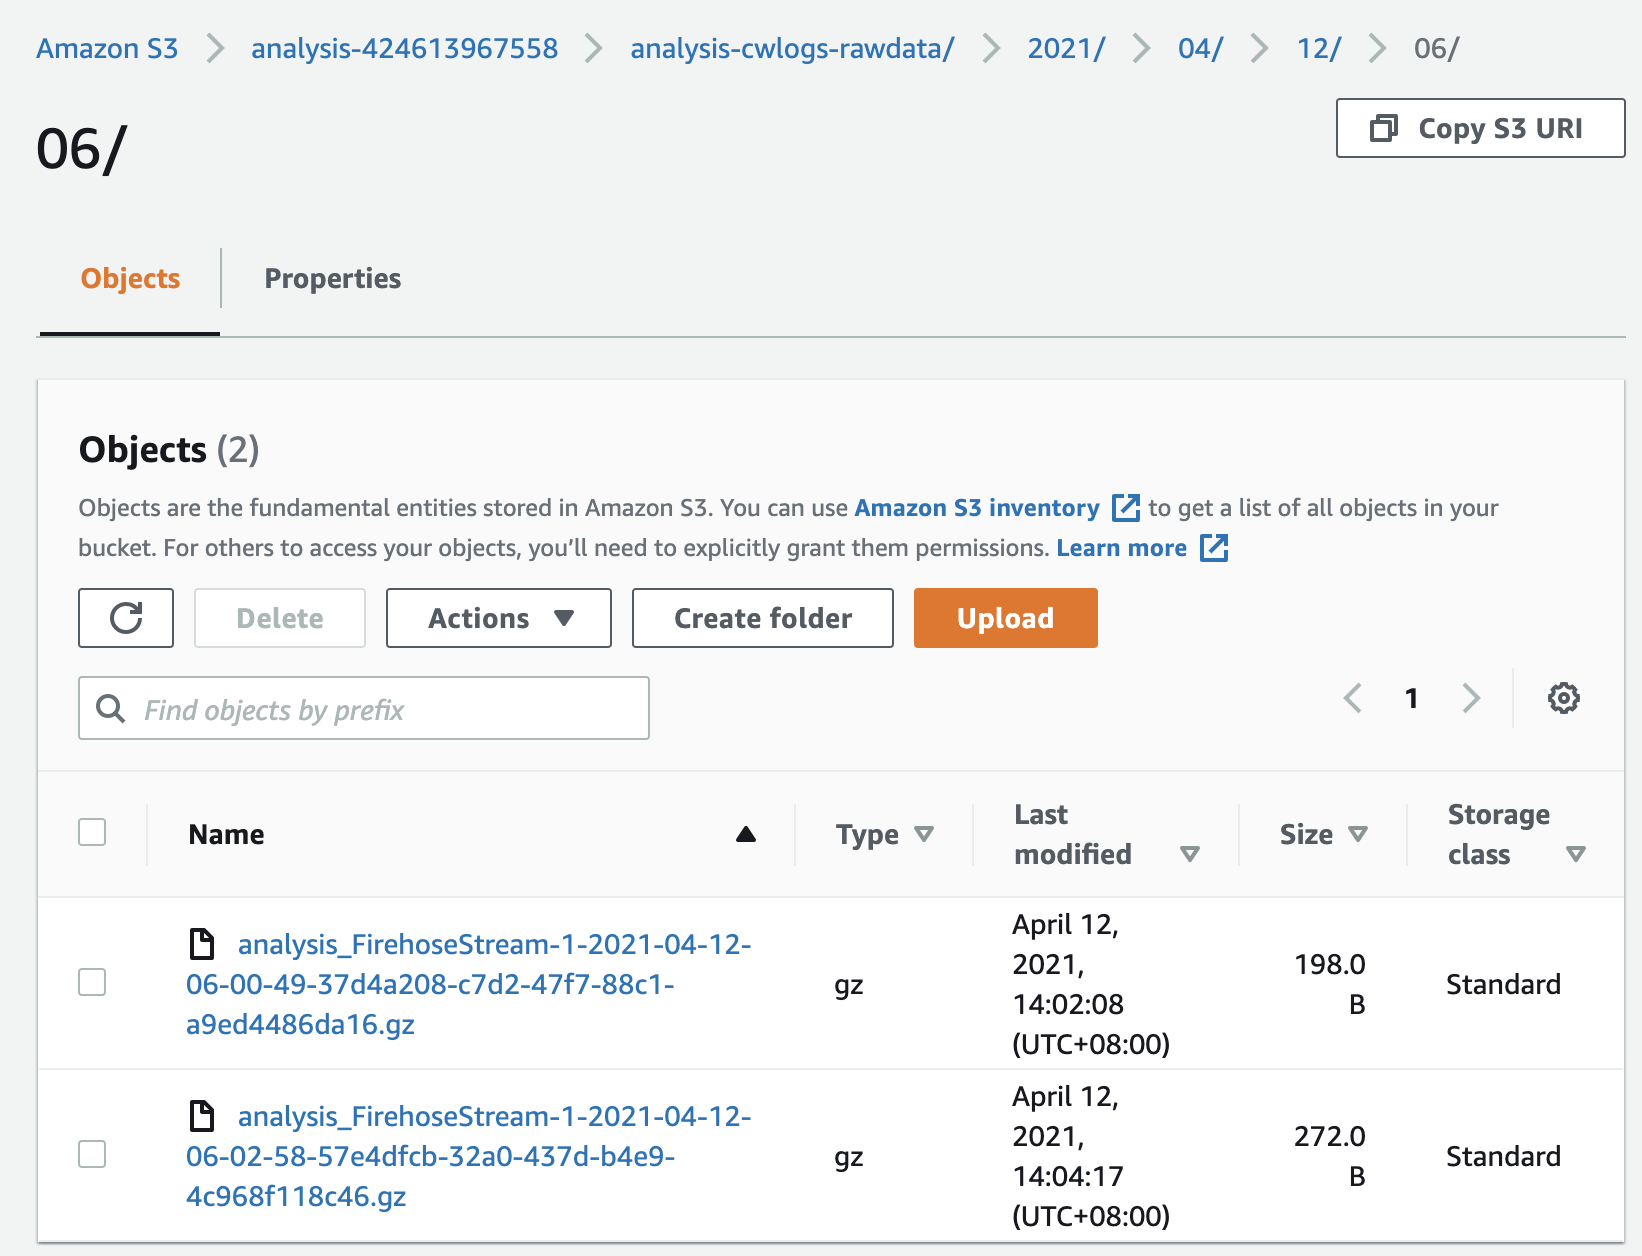 Amazon S3 analysis-424613967558 analysis-cwlogs-rawdata/ 2021/ 04/ 12/ 06/
06/
Copy S3 URI
Objects Properties
Objects (2)
Objects are the fundamental entities stored in Amazon S3. You can use Amazon S3 inventory to get a list of all objects in your
bucket. For others to access your objects, you’ll need to explicitly grant them permissions. Learn more
Delete Actions Create folder Upload
Find objects by prefix
1
Name Type Last modified Size Storage class
analysis_FirehoseStream-1-2021-04-12-
06-00-49-37d4a208-c7d2-47f7-88c1-
a9ed4486da16.gz
gz
April 12,
2021,
14:02:08
(UTC+08:00)
198.0
B
Standard
analysis_FirehoseStream-1-2021-04-12-
06-02-58-57e4dfcb-32a0-437d-b4e9-
4c968f118c46.gz
gz
April 12,
2021,
14:04:17
(UTC+08:00)
272.0
B
Standard